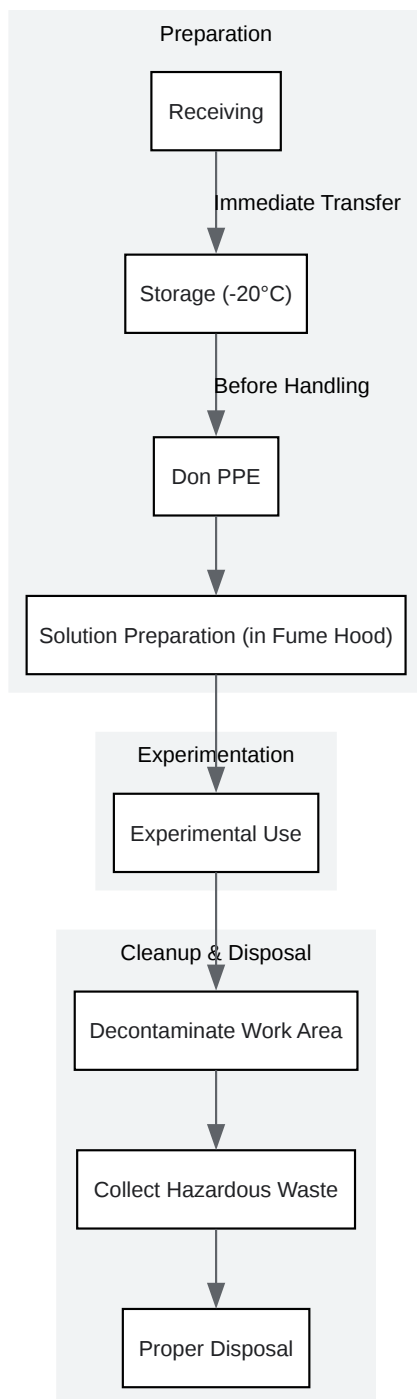 Preparation
Receiving
Immediate Transfer
Storage (-20°C)
Before Handling
Don PPE
Solution Preparation (in Fume Hood)
Experimentation
Experimental Use
Cleanup & Disposal
Decontaminate Work Area
Collect Hazardous Waste
Proper Disposal